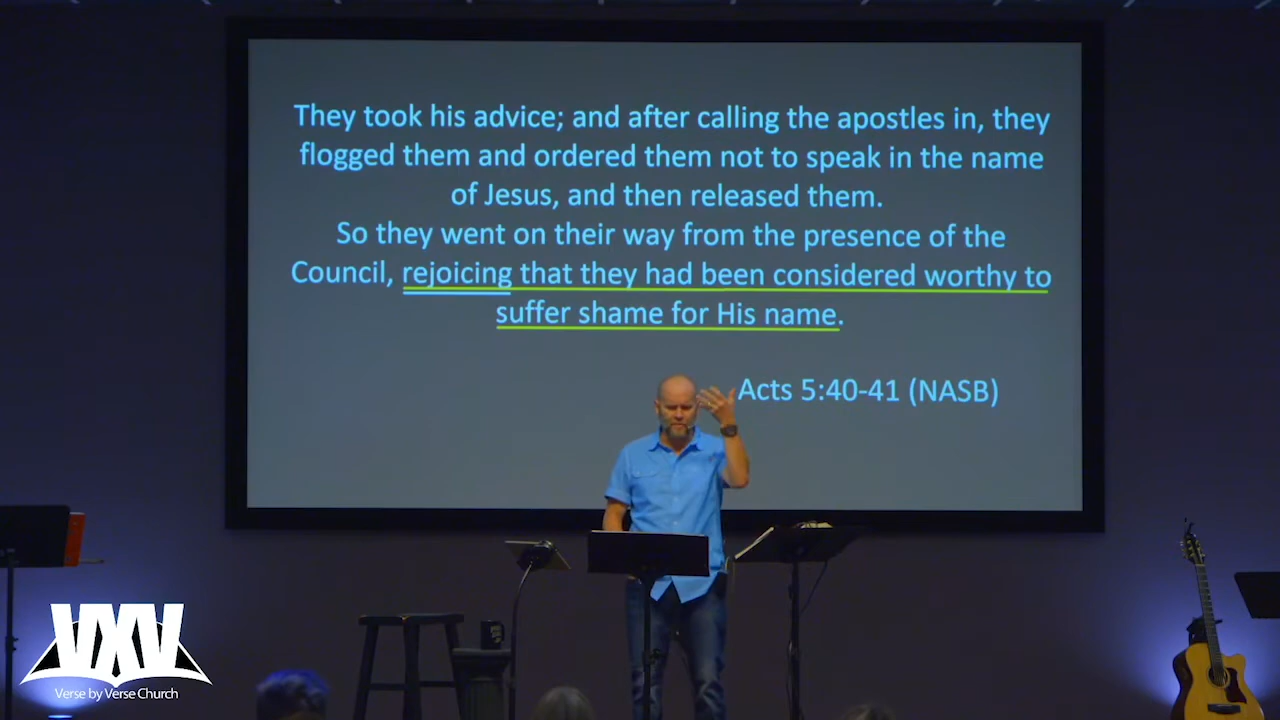 They took his advice; and after calling the apostles in, they
flogged them and ordered them not to speak in the name
of Jesus, and then released them.
So they went on their way from the presence of the
Council, rejoicing that they had been considered worthy to
suffer shame for His name.
Acts 5:40-41 (NASB)
VXV
Verse by Verse Church